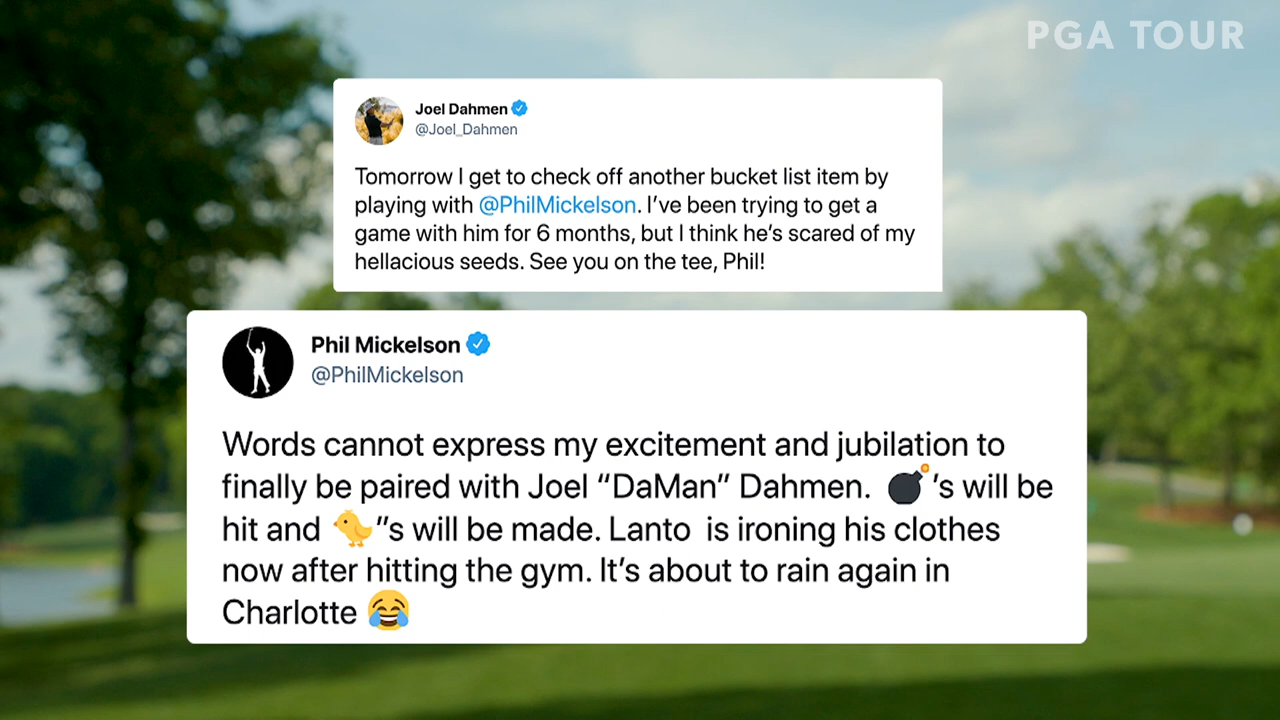 PGA TOUR
Joel Dahmen
@Joel_Dahmen
Tomorrow I get to check off another bucket list item by
playing with @PhilMickelson. I’ve been trying to get a
game with him for 6 months, but I think he’s scared of my
hellacious seeds. See you on the tee, Phil!
Phil Mickelson
@PhilMickelson
Words cannot express my excitement and jubilation to
finally be paired with Joel “DaMan” Dahmen. 💣’s will be
hit and 🐤”s will be made. Lanto is ironing his clothes
now after hitting the gym. It’s about to rain again in
Charlotte 😂